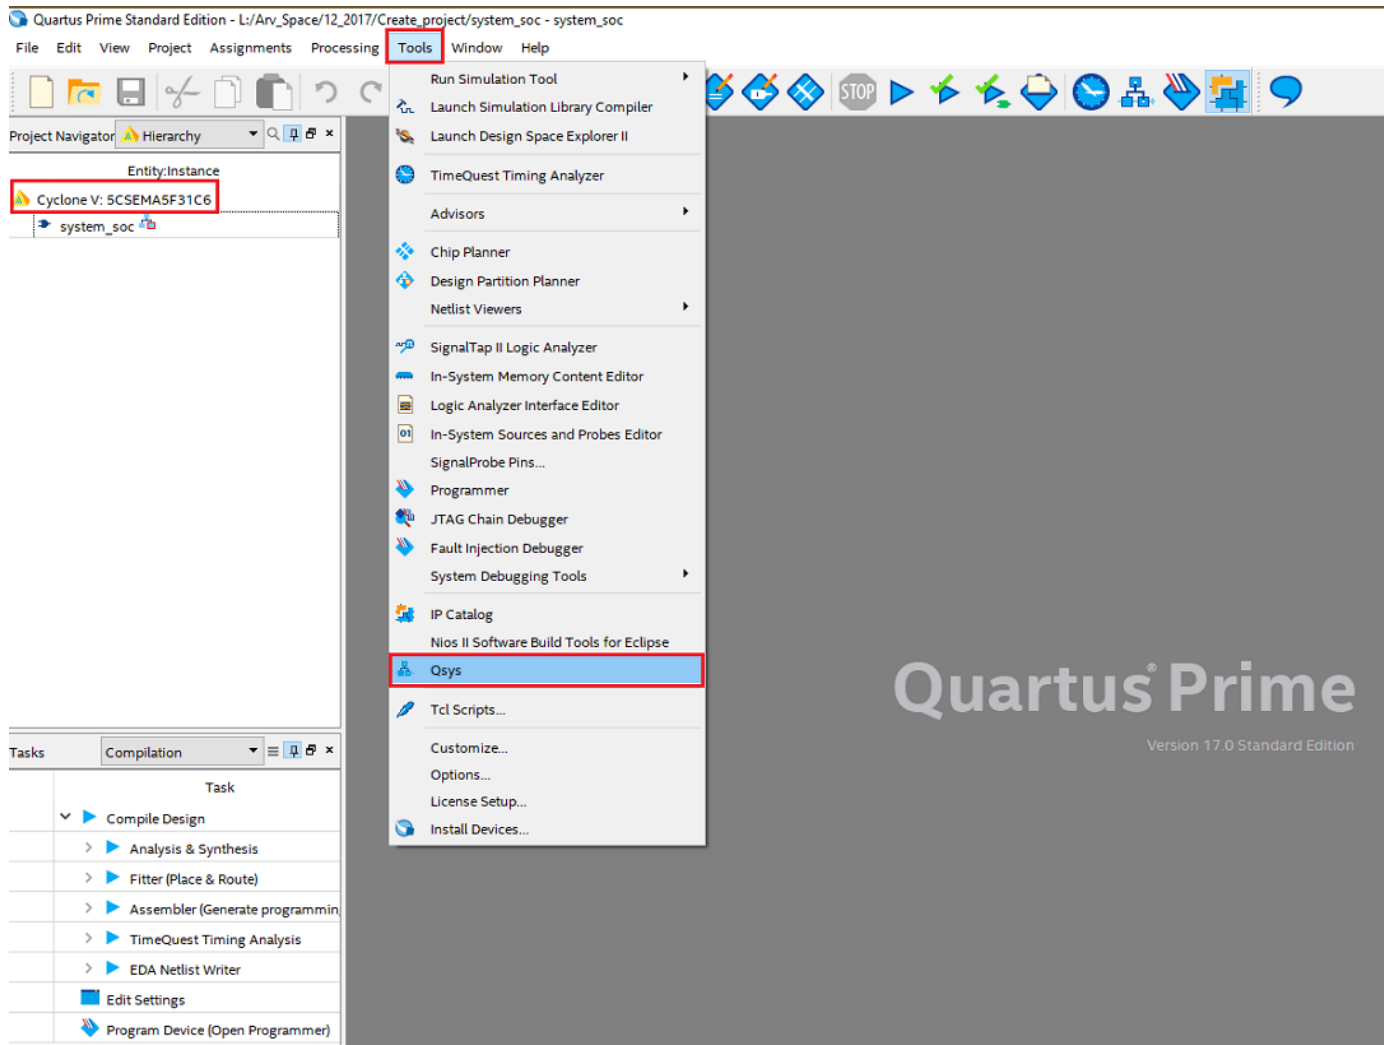 Quartus Prime Standard Edition - L:/Arv_Space/12_2017/Create_project/system_soc - system_soc
File Edit View Project Assignments Processing Tools Window Help
STOP
Project Navigator Hierarchy
Entity:Instance
Cyclone V: 5CSEMA5F31C6
system_soc
Run Simulation Tool
Launch Simulation Library Compiler
Launch Design Space Explorer II
TimeQuest Timing Analyzer
Advisors
Chip Planner
Design Partition Planner
Netlist Viewers
SignalTap II Logic Analyzer
In-System Memory Content Editor
Logic Analyzer Interface Editor
In-System Sources and Probes Editor
SignalProbe Pins...
Programmer
JTAG Chain Debugger
Fault Injection Debugger
System Debugging Tools
IP Catalog
Nios II Software Build Tools for Eclipse
Qsys
Tcl Scripts...
Customize...
Options...
License Setup...
Install Devices...
Quartus® Prime
Version 17.0 Standard Edition
Tasks Compilation
Task
Compile Design
Analysis & Synthesis
Fitter (Place & Route)
Assembler (Generate programmin
TimeQuest Timing Analysis
EDA Netlist Writer
Edit Settings
Program Device (Open Programmer)